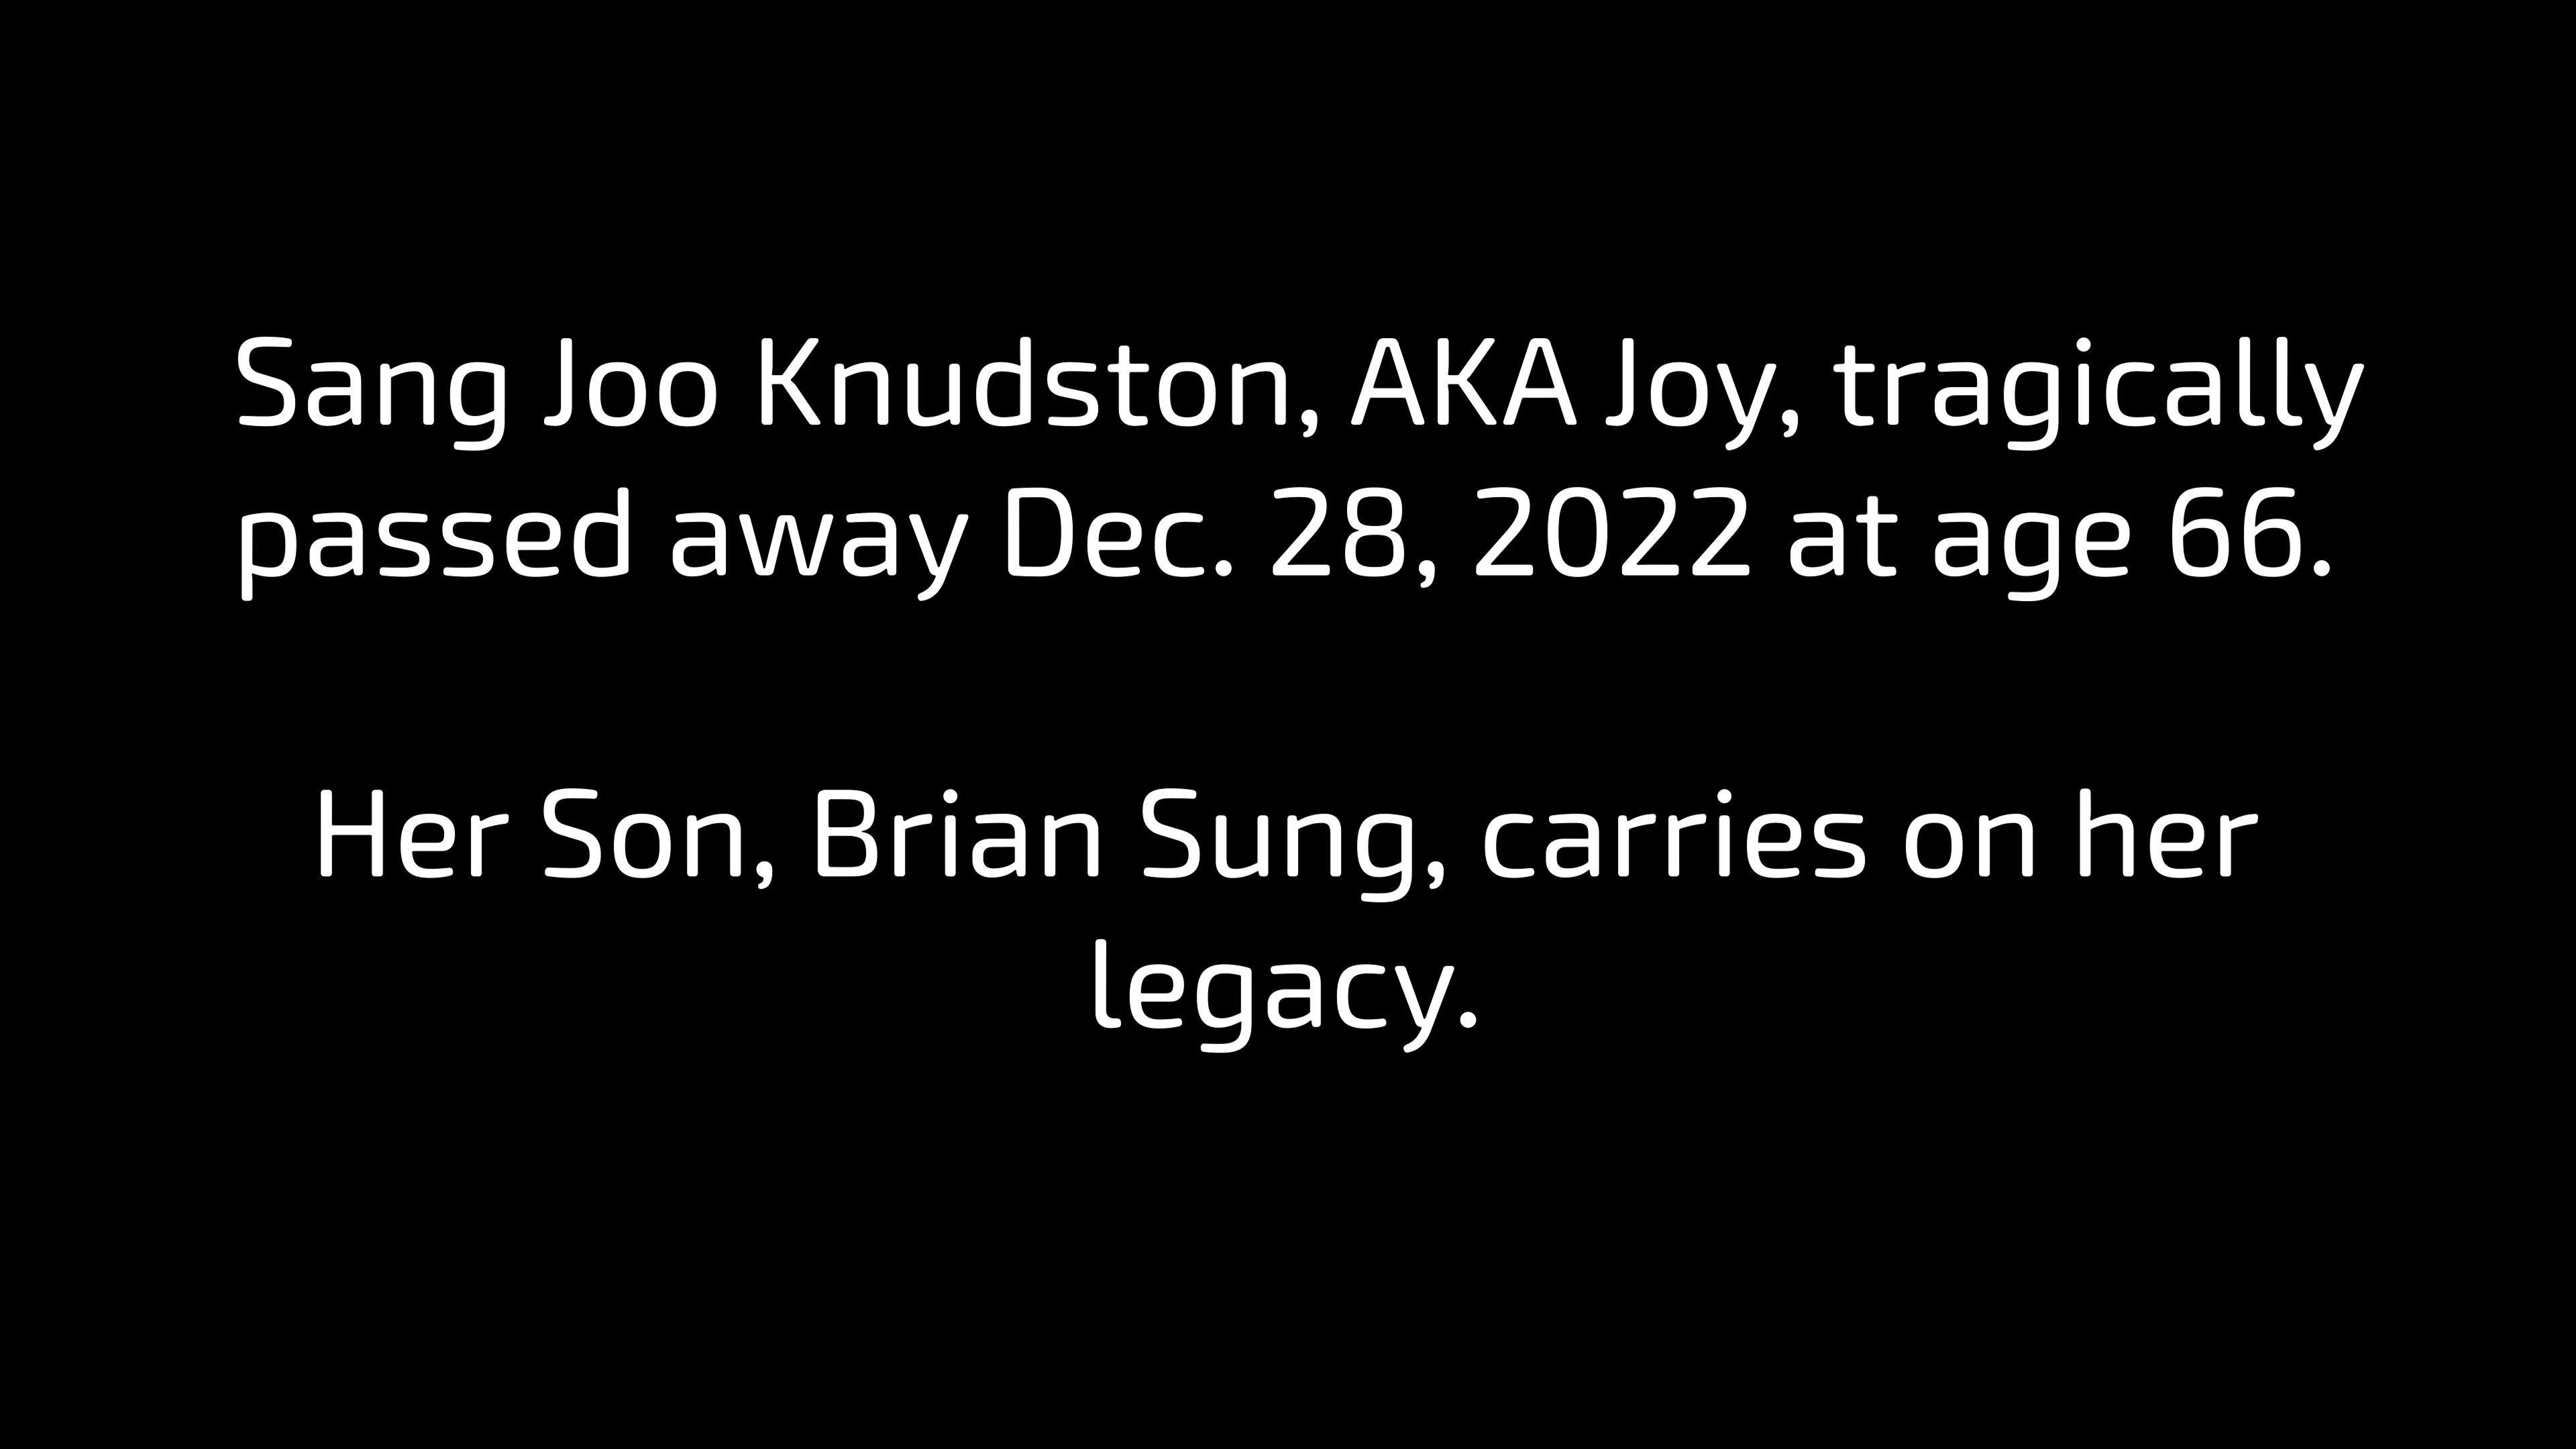 Sang Joo Knudston, AKA Joy, tragically
passed away Dec. 28, 2022 at age 66.
Her Son, Brian Sung, carries on her
legacy.